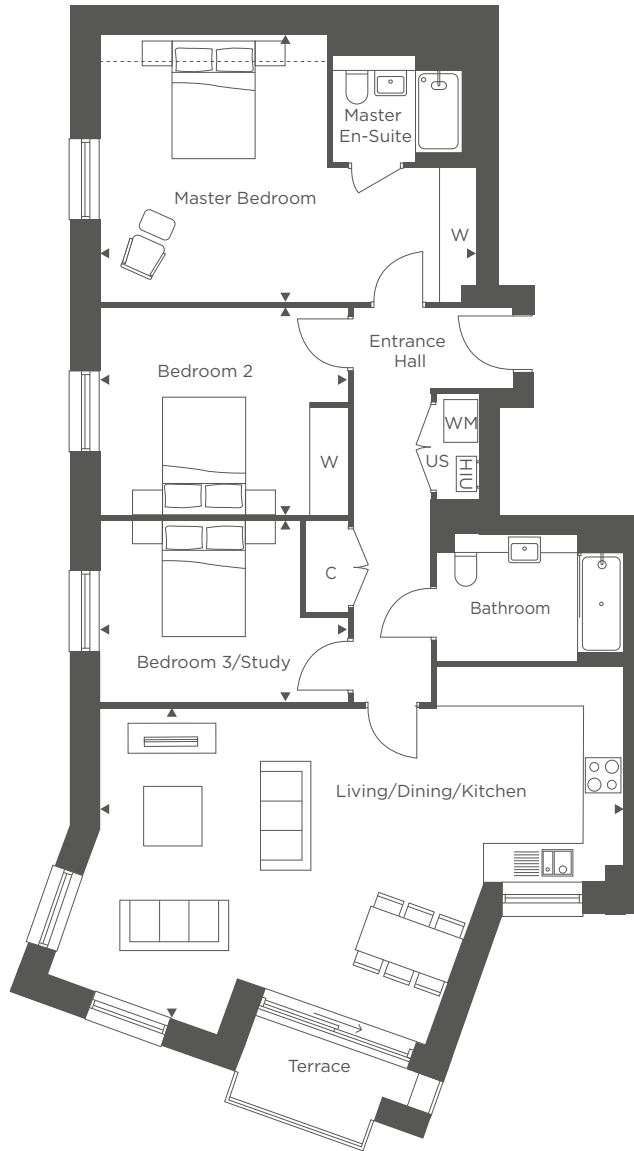 Master
En-Suite
Master Bedroom
W
Entrance
Hall
Bedroom 2
WM
US
HIU
W
C
Bathroom
Bedroom 3/Study
Living/Dining/Kitchen
Terrace